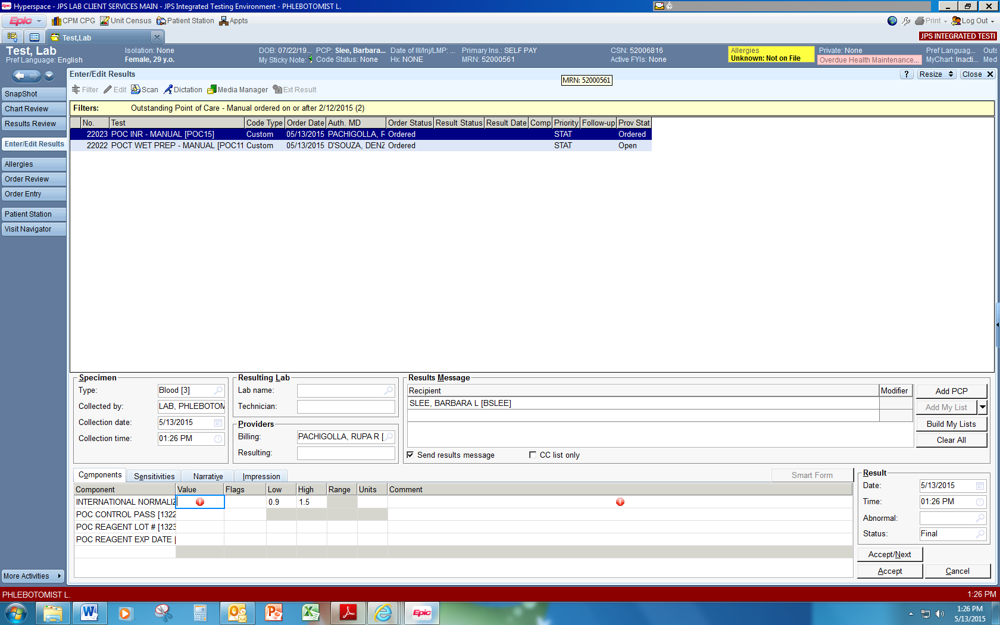 Epic Hyperspace - JPS LAB CLIENT SERVICES MAIN - JPS Integrated Testing Environment - PHLEBOTOMIST L.
Epic CPM CPG Unit Census Patient Station Appts Print Log Out
Test,Lab JPS INTEGRATED TESTI
Test, Lab Isolation: None DOB: 07/22/19... PCP: Slee, Barbara... Date of Ill/Inj/LMP: ... Primary Ins.: SELF PAY CSN: 52006816 Allergies Private: None Pref Languag... Outs
Pref Language: English Female, 29 y.o. My Sticky Note: Code Status: None Hx: NONE MRN: 52000561 Active FYIs: None Unknown: Not on File Overdue Health Maintenance... MyChart: Inacti... Med
Enter/Edit Results MRN: 52000561 ? Resize Close X
Filter Edit Scan Dictation Media Manager Ext Result
SnapShot
Chart Review
Results Review
Enter/Edit Results
Allergies
Order Review
Order Entry
Patient Station
Visit Navigator
More Activities
Filters: Outstanding Point of Care - Manual ordered on or after 2/12/2015 (2)
No. Test Code Type Order Date Auth. MD Order Status Result Status Result Date Comp Priority Follow-up Prov Stat
22023 POC INR - MANUAL [POC15] Custom 05/13/2015 PACHIGOLLA, R Ordered STAT Ordered
22022 POCT WET PREP - MANUAL [POC11 Custom 05/13/2015 D'SOUZA, DENZ Ordered STAT Open
Specimen
Type: Blood [3]
Collected by: LAB, PHLEBOTOM
Collection date: 5/13/2015
Collection time: 01:26 PM
Resulting Lab
Lab name:
Technician:
Providers
Billing: PACHIGOLLA, RUPA R [
Resulting:
Results Message
Recipient Modifier
SLEE, BARBARA L [BSLEE]
Add PCP
Add My List
Build My Lists
Clear All
Send results message CC list only
Components Sensitivities Narrative Impression Smart Form
Component Value Flags Low High Range Units Comment
INTERNATIONAL NORMALIZ 0.9 1.5
POC CONTROL PASS [1322
POC REAGENT LOT # [1323
POC REAGENT EXP DATE [
Result
Date: 5/13/2015
Time: 01:26 PM
Abnormal:
Status: Final
Accept/Next
Accept Cancel
PHLEBOTOMIST L. 1:26 PM
Epic 1:26 PM
5/13/2015